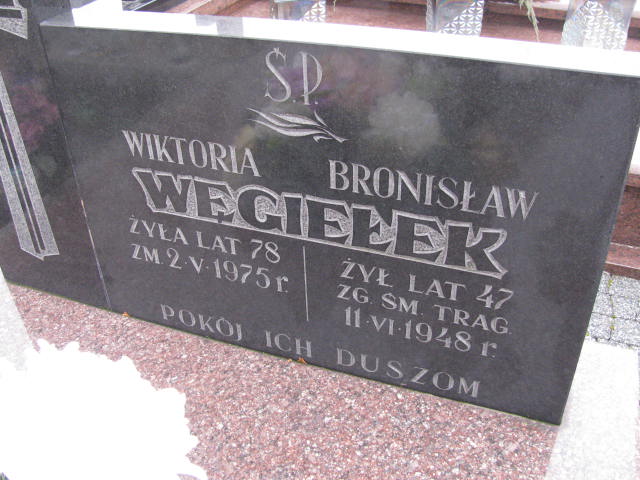 Ś.P.
WIKTORIA BRONISŁAW
WĘGIEŁEK
ŻYŁA LAT 78
ZM 2·V·1975 r.
ŻYŁ LAT 47
ZG. ŚM. TRAG.
11·VI·1948 r.
POKÓJ ICH DUSZOM